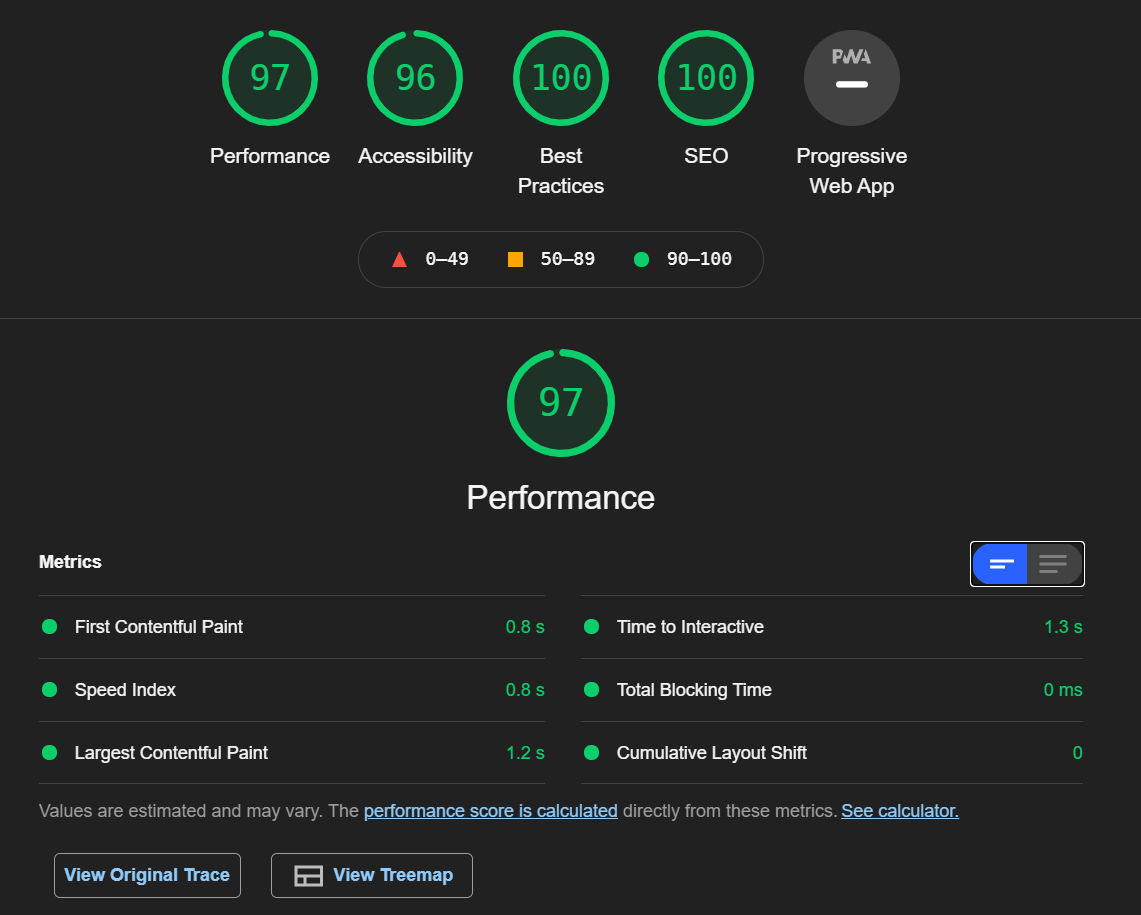 97 96 100 100 PWA
Performance Accessibility Best Practices SEO Progressive Web App
0–49 50–89 90–100
97
Performance
Metrics
First Contentful Paint 0.8 s
Time to Interactive 1.3 s
Speed Index 0.8 s
Total Blocking Time 0 ms
Largest Contentful Paint 1.2 s
Cumulative Layout Shift 0
Values are estimated and may vary. The performance score is calculated directly from these metrics. See calculator.
View Original Trace
View Treemap